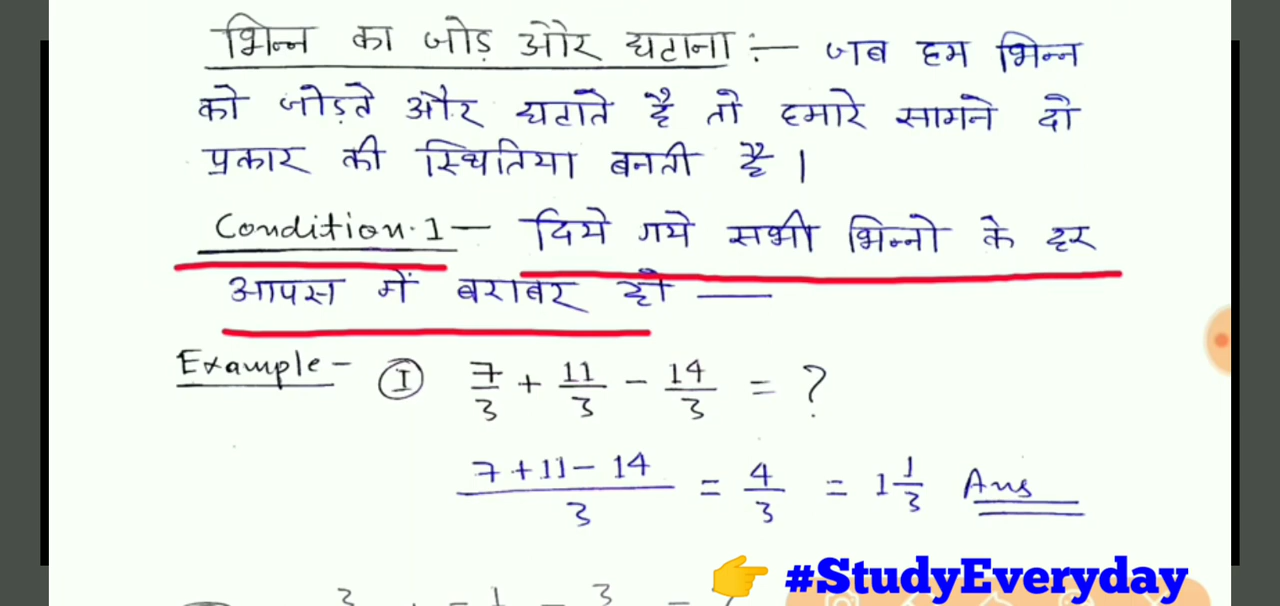 भिन्न का जोड़ और घटाना :— जब हम भिन्न
को जोड़ते और घटाते है तो हमारे सामने दो
प्रकार की स्थितिया बनती है ।
Condition.1 — दिये गये सभी भिन्नो के हर
आपस में बराबर हो —
Example - (I) 7/3 + 11/3 - 14/3 = ?
7+11-14/3 = 4/3 = 1 1/3 Ans
👉 #StudyEveryday